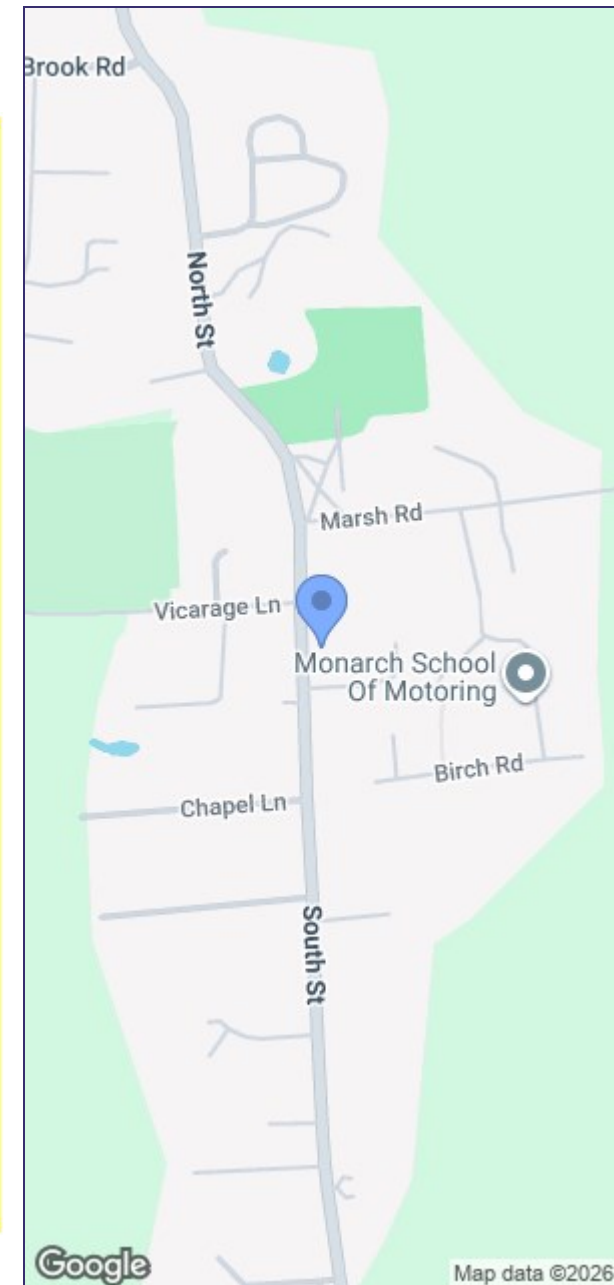 Brook Rd
North St
Marsh Rd
Vicarage Ln
Monarch School
Of Motoring
Birch Rd
Chapel Ln
South St
Google
Map data ©2026